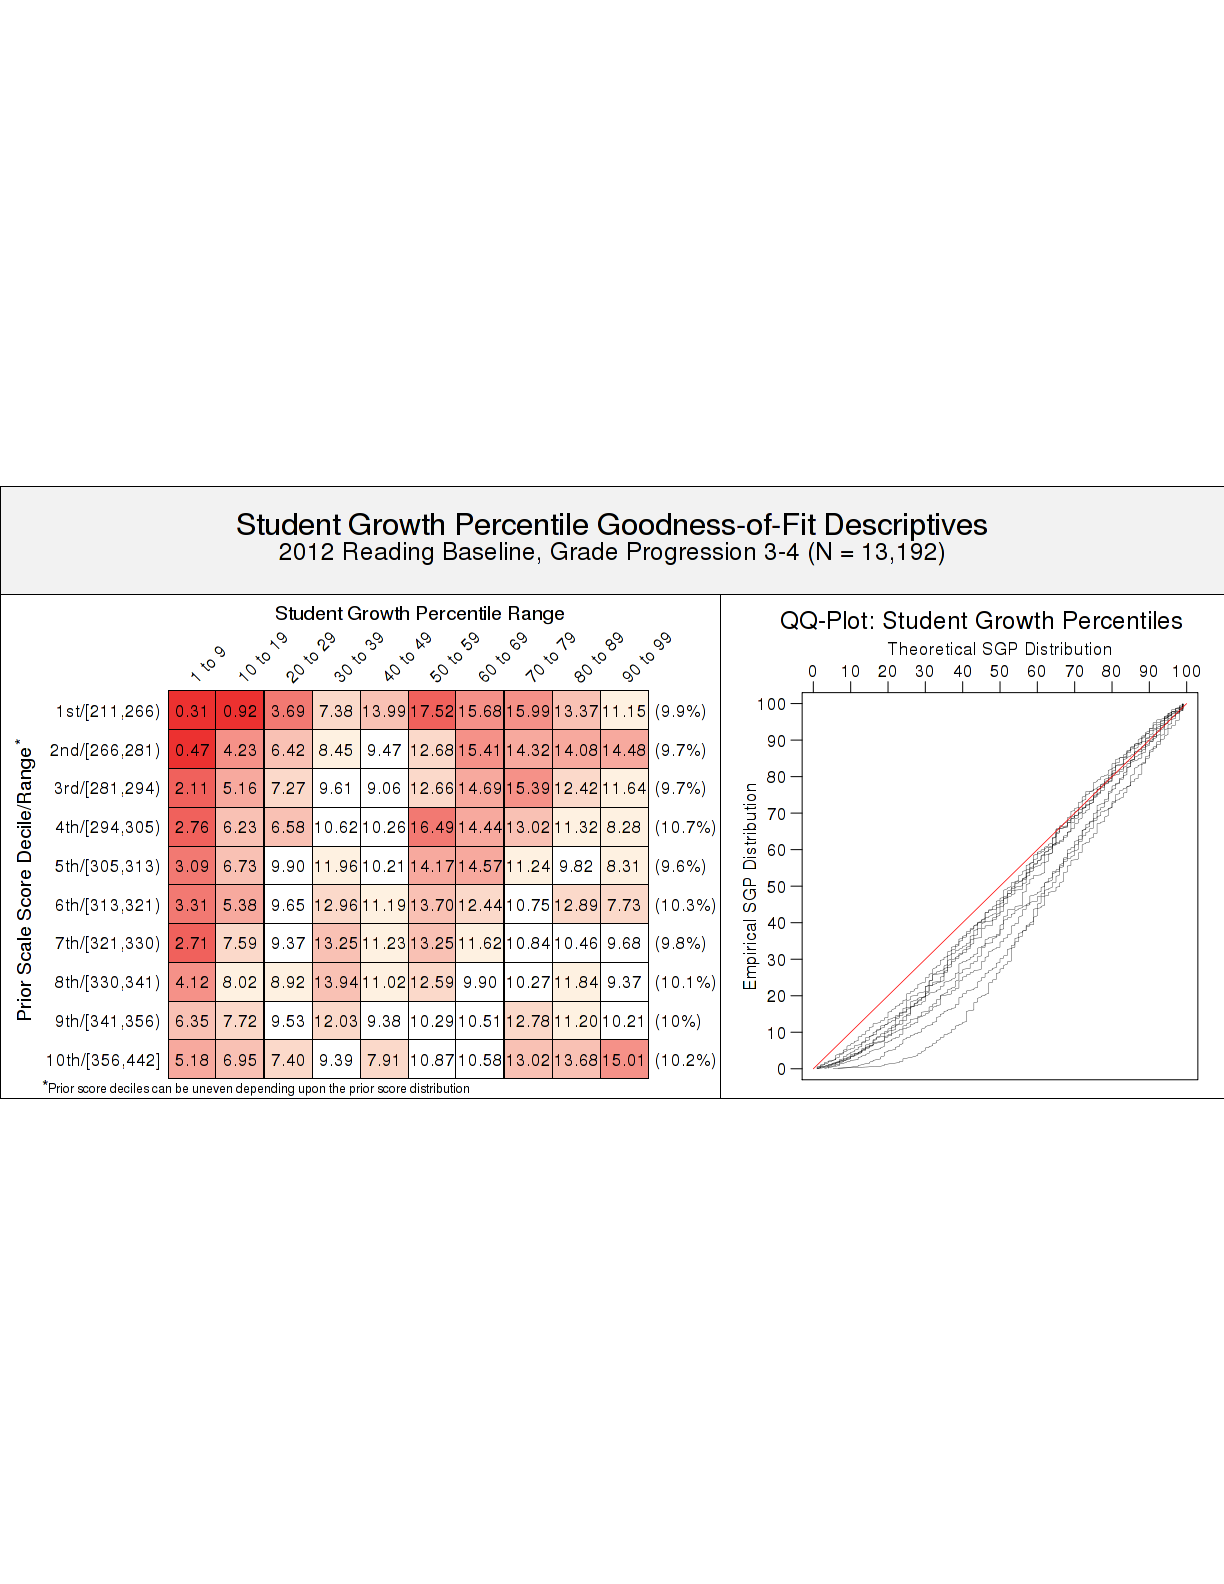 Student Growth Percentile Goodness-of-Fit Descriptives
2012 Reading Baseline, Grade Progression 3-4 (N = 13,192)
Student Growth Percentile Range
1 to 9 10 to 19 20 to 29 30 to 39 40 to 49 50 to 59 60 to 69 70 to 79 80 to 89 90 to 99
Prior Scale Score Decile/Range*
1st/[211,266) 0.31 0.92 3.69 7.38 13.99 17.52 15.68 15.99 13.37 11.15 (9.9%)
2nd/[266,281) 0.47 4.23 6.42 8.45 9.47 12.68 15.41 14.32 14.08 14.48 (9.7%)
3rd/[281,294) 2.11 5.16 7.27 9.61 9.06 12.66 14.69 15.39 12.42 11.64 (9.7%)
4th/[294,305) 2.76 6.23 6.58 10.62 10.26 16.49 14.44 13.02 11.32 8.28 (10.7%)
5th/[305,313) 3.09 6.73 9.90 11.96 10.21 14.17 14.57 11.24 9.82 8.31 (9.6%)
6th/[313,321) 3.31 5.38 9.65 12.96 11.19 13.70 12.44 10.75 12.89 7.73 (10.3%)
7th/[321,330) 2.71 7.59 9.37 13.25 11.23 13.25 11.62 10.84 10.46 9.68 (9.8%)
8th/[330,341) 4.12 8.02 8.92 13.94 11.02 12.59 9.90 10.27 11.84 9.37 (10.1%)
9th/[341,356) 6.35 7.72 9.53 12.03 9.38 10.29 10.51 12.78 11.20 10.21 (10%)
10th/[356,442] 5.18 6.95 7.40 9.39 7.91 10.87 10.58 13.02 13.68 15.01 (10.2%)
*Prior score deciles can be uneven depending upon the prior score distribution
QQ-Plot: Student Growth Percentiles
Theoretical SGP Distribution
0 10 20 30 40 50 60 70 80 90 100
Empirical SGP Distribution
100
90
80
70
60
50
40
30
20
10
0